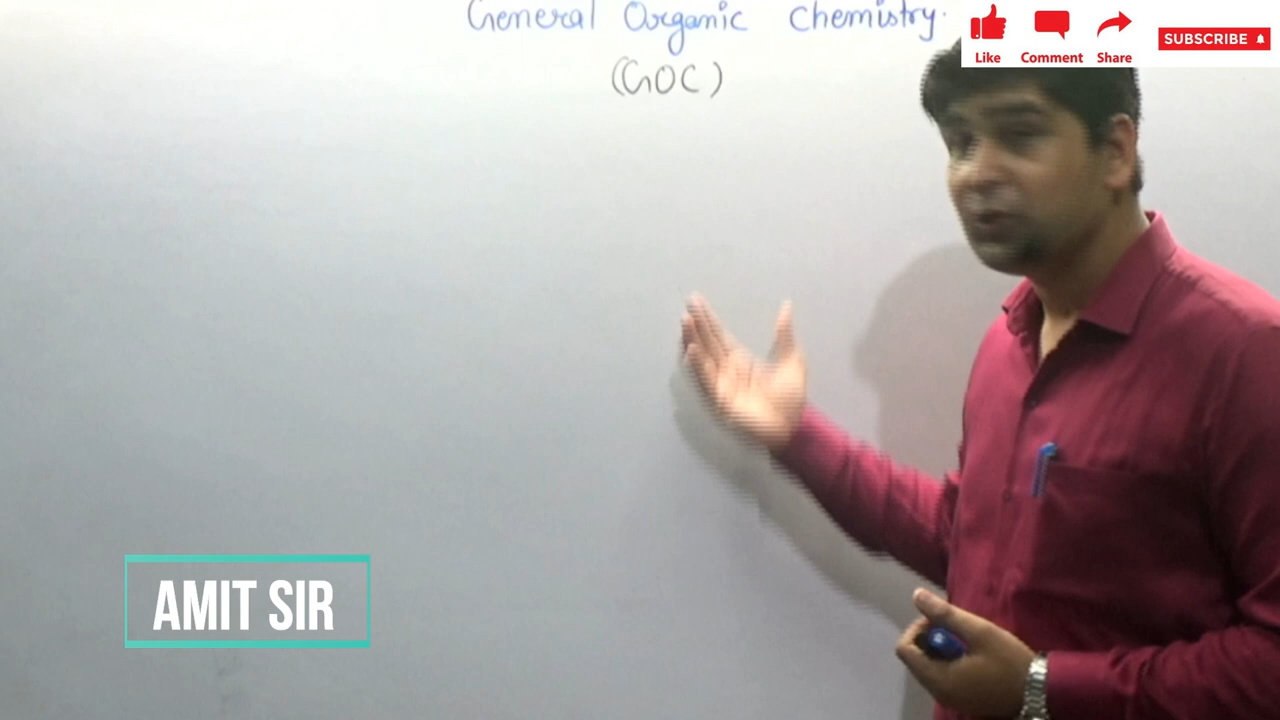 General Organic Chemistry.
(GOC)
Like Comment Share SUBSCRIBE
AMIT SIR